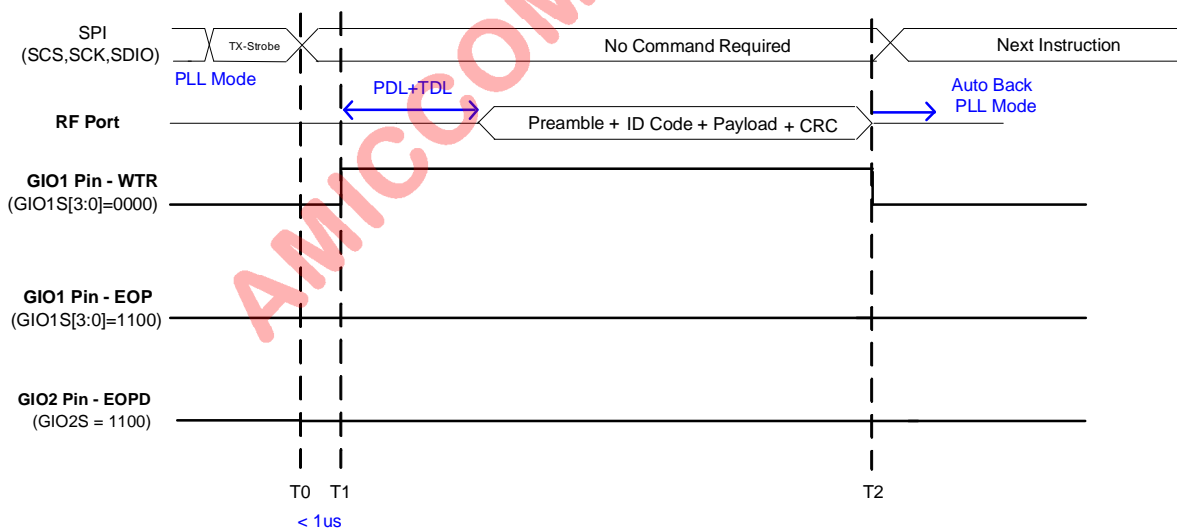 SPI
(SCS,SCK,SDIO)
TX-Strobe
No Command Required
Next Instruction
PLL Mode
PDL+TDL
Auto Back
PLL Mode
RF Port
Preamble + ID Code + Payload + CRC
GIO1 Pin - WTR
(GIO1S[3:0]=0000)
GIO1 Pin - EOP
(GIO1S[3:0]=1100)
GIO2 Pin - EOPD
(GIO2S = 1100)
T0 T1 T2
< 1us
AMICCOM